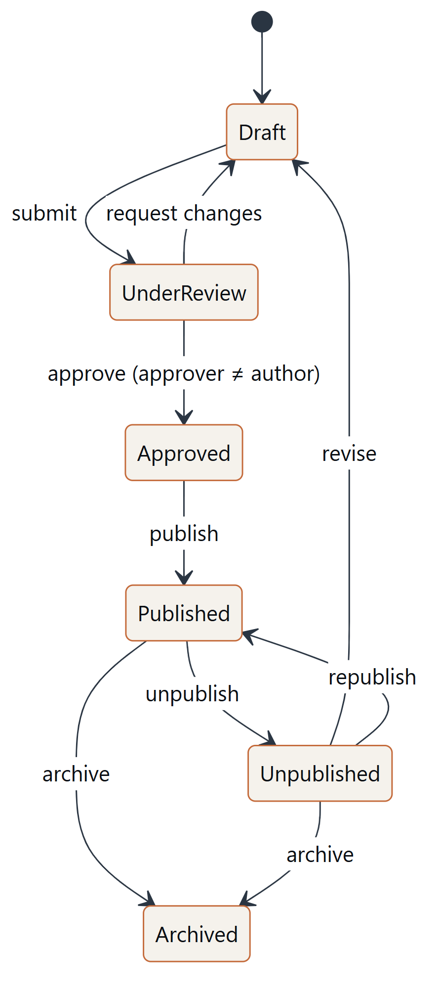 Draft
submit
request changes
UnderReview
approve (approver ≠ author)
Approved
revise
publish
Published
republish
unpublish
archive
Unpublished
archive
Archived